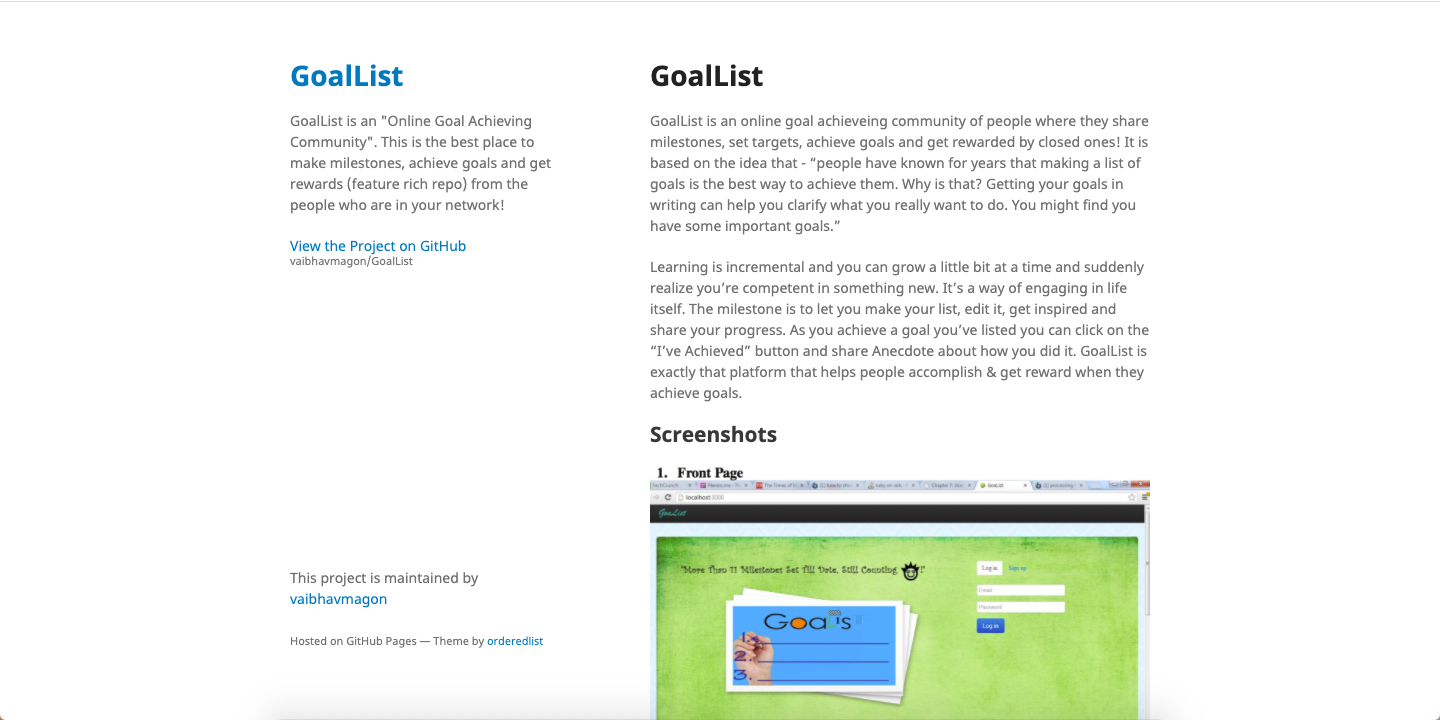 GoalList
GoalList is an "Online Goal Achieving
Community". This is the best place to
make milestones, achieve goals and get
rewards (feature rich repo) from the
people who are in your network!
View the Project on GitHub
vaibhavmagon/GoalList
This project is maintained by
vaibhavmagon
Hosted on GitHub Pages — Theme by orderedlist
GoalList
GoalList is an online goal achieveing community of people where they share
milestones, set targets, achieve goals and get rewarded by closed ones! It is
based on the idea that - “people have known for years that making a list of
goals is the best way to achieve them. Why is that? Getting your goals in
writing can help you clarify what you really want to do. You might find you
have some important goals.”
Learning is incremental and you can grow a little bit at a time and suddenly
realize you’re competent in something new. It’s a way of engaging in life
itself. The milestone is to let you make your list, edit it, get inspired and
share your progress. As you achieve a goal you’ve listed you can click on the
“I’ve Achieved” button and share Anecdote about how you did it. GoalList is
exactly that platform that helps people accomplish & get reward when they
achieve goals.
Screenshots
1. Front Page
localhost:3000
GoaList
"More Than 11 Milestones Set Till Date, Still Counting !"
Log in Sign up
Email
Password
Log in
GoaList
1.
2.
3.